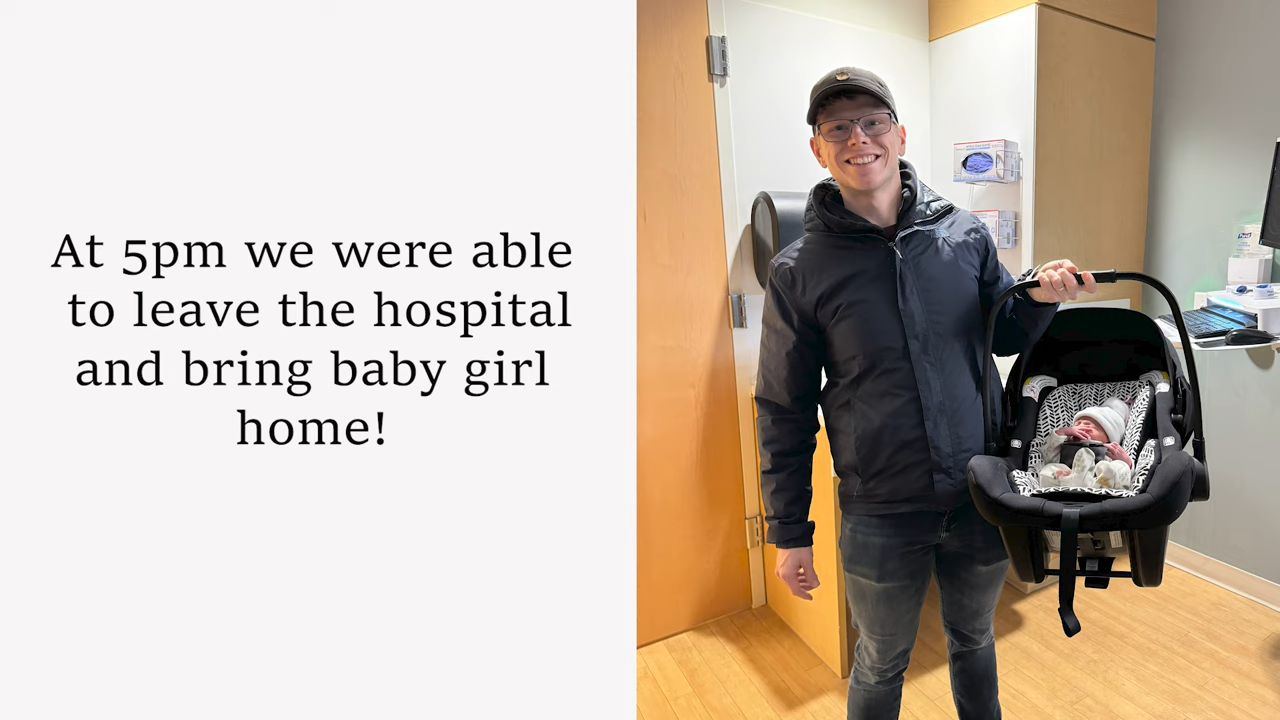 At 5pm we were able
to leave the hospital
and bring baby girl
home!